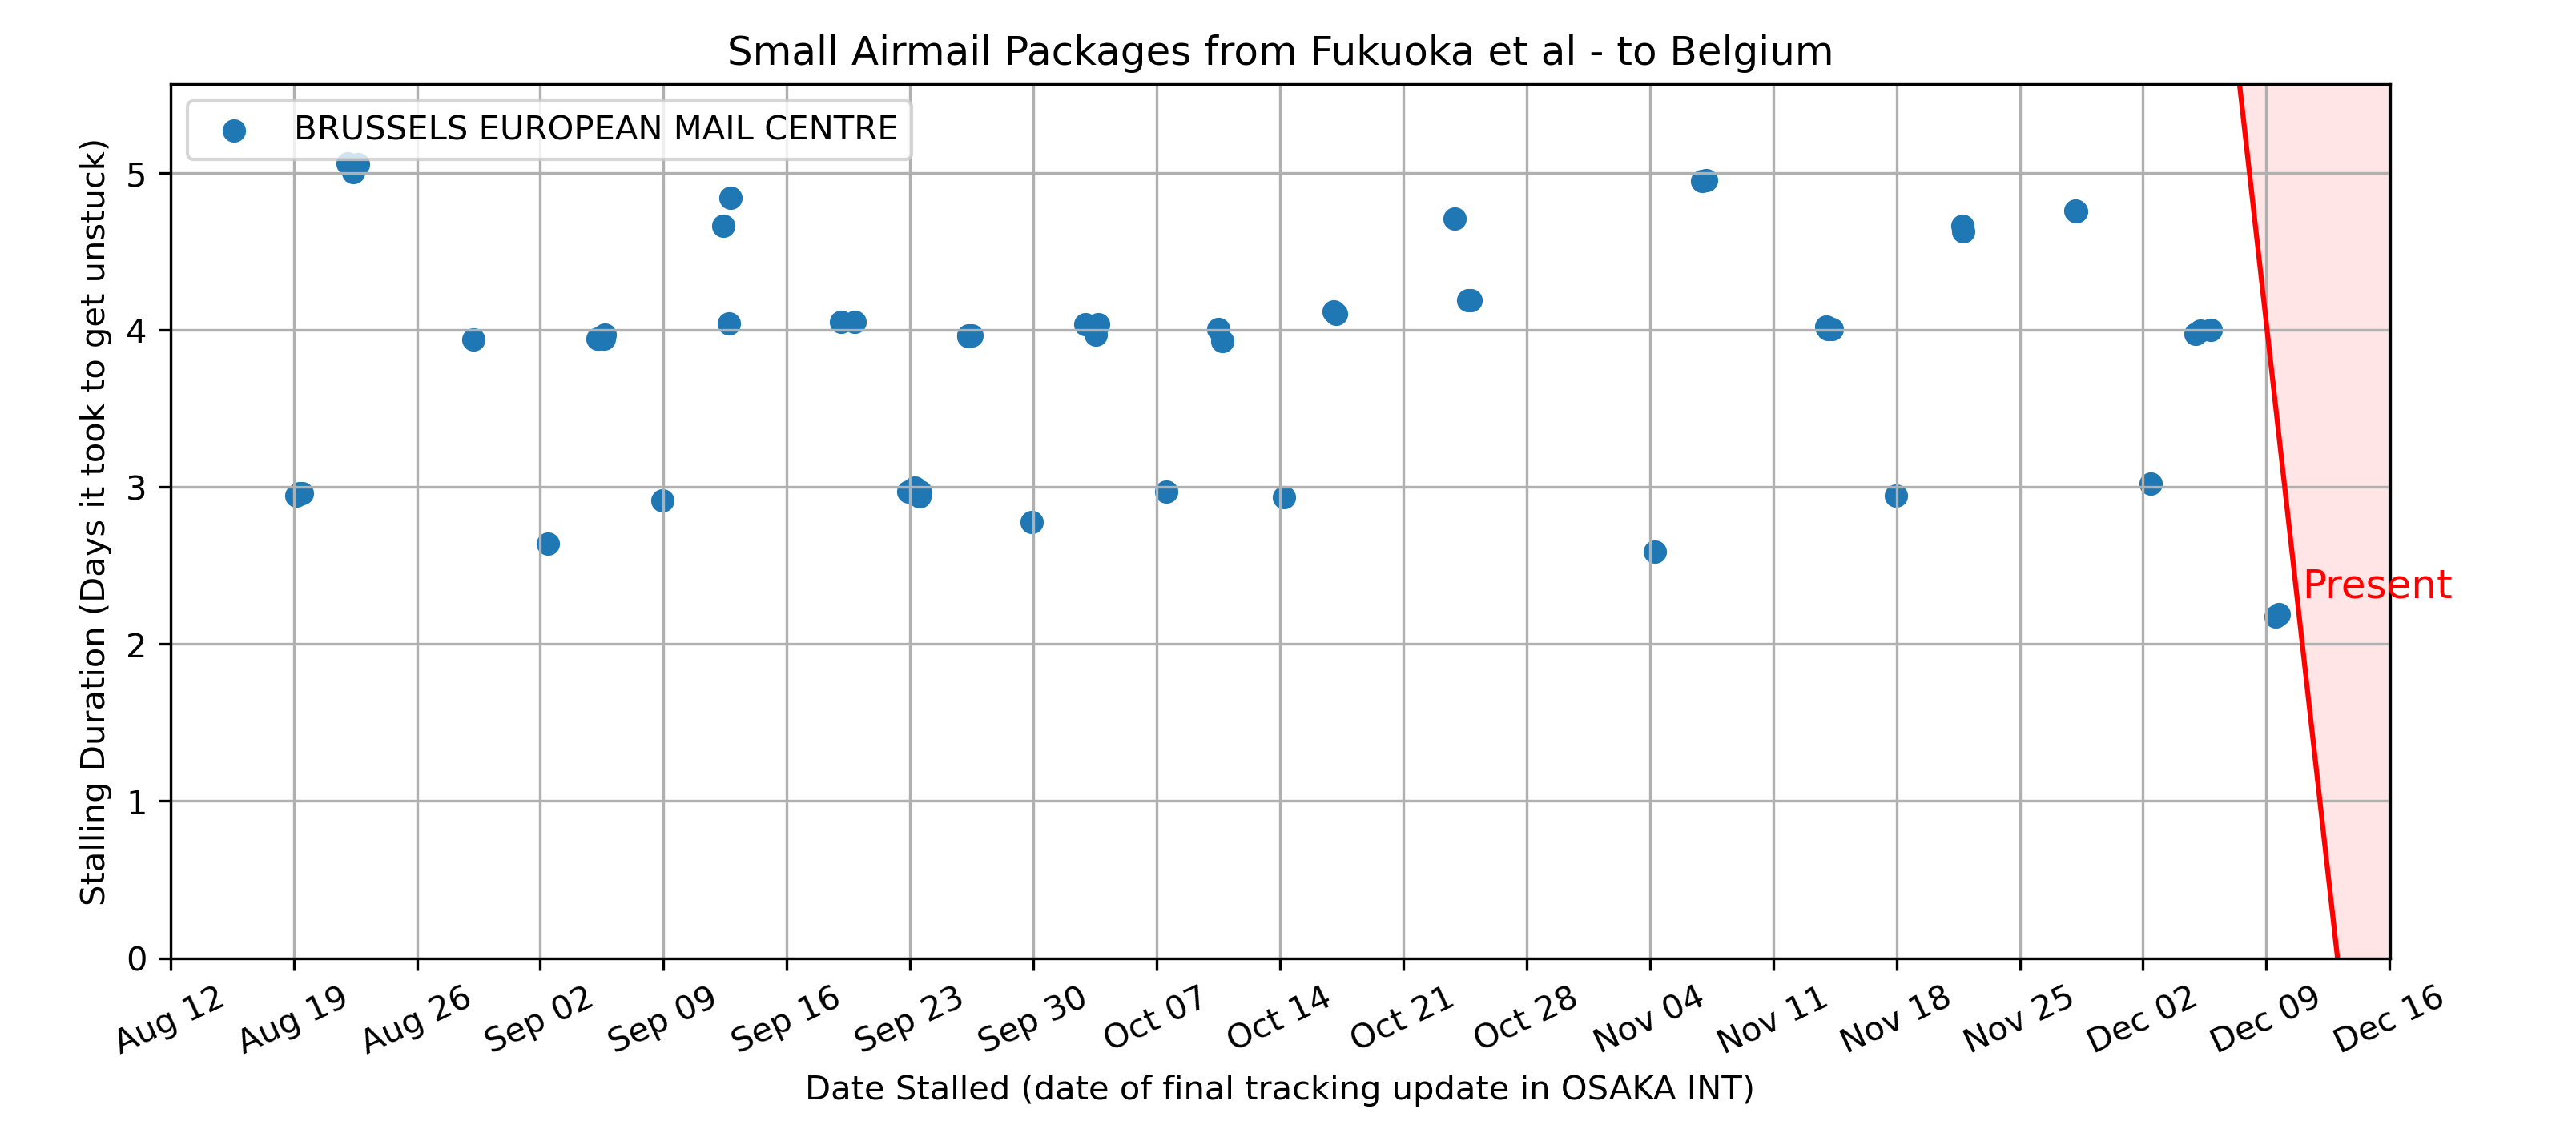 Small Airmail Packages from Fukuoka et al - to Belgium
BRUSSELS EUROPEAN MAIL CENTRE
Stalling Duration (Days it took to get unstuck)
5
4
3
2
1
0
Present
Aug 12
Aug 19
Aug 26
Sep 02
Sep 09
Sep 16
Sep 23
Sep 30
Oct 07
Oct 14
Oct 21
Oct 28
Nov 04
Nov 11
Nov 18
Nov 25
Dec 02
Dec 09
Dec 16
Date Stalled (date of final tracking update in OSAKA INT)